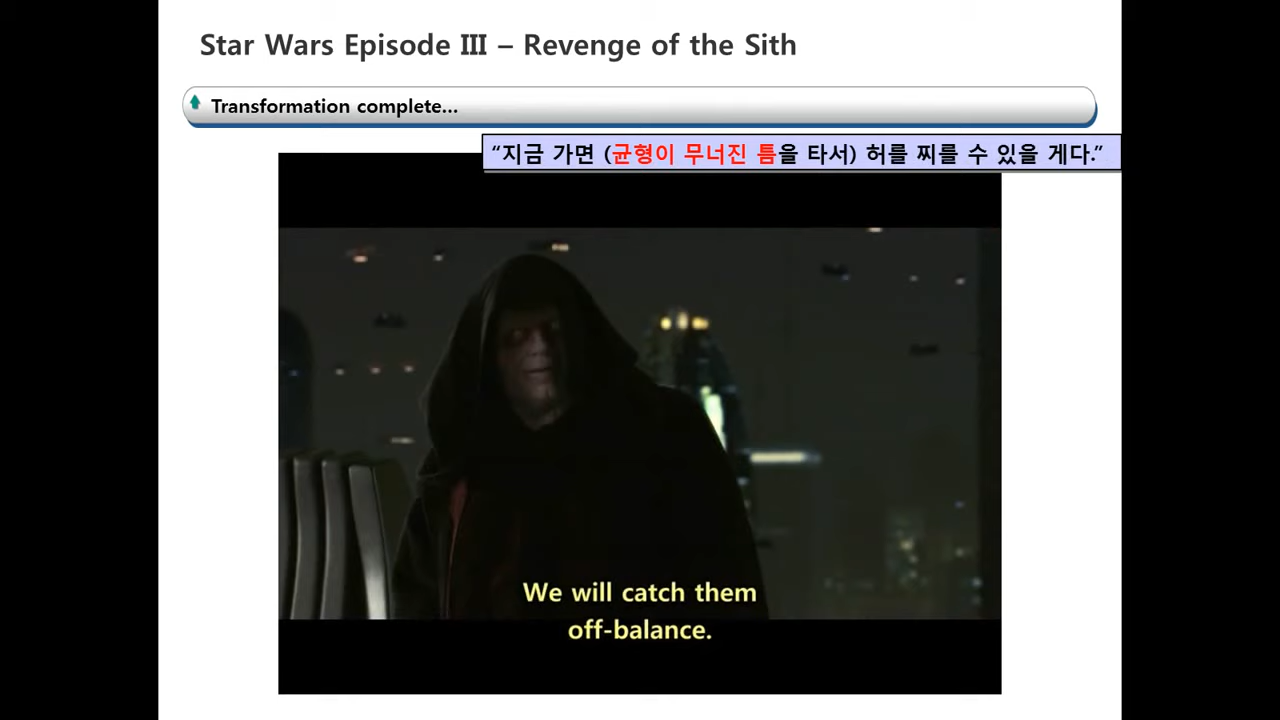 Star Wars Episode III – Revenge of the Sith
Transformation complete…
“지금 가면 (균형이 무너진 틈을 타서) 허를 찌를 수 있을 게다.”
We will catch them
off-balance.